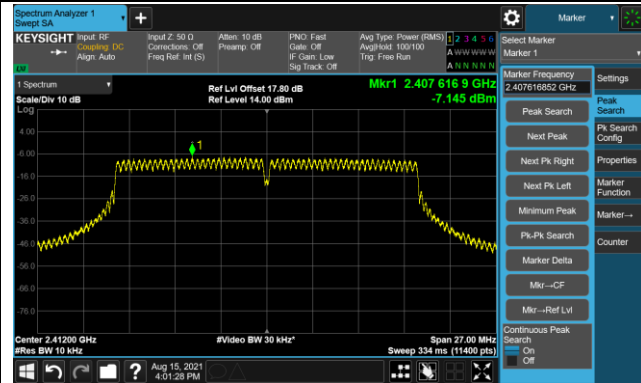 Spectrum Analyzer 1
Swept SA
Marker
KEYSIGHT
Input: RF
Coupling: DC
Align: Auto
Input Z: 50 Ω
Corrections: Off
Freq Ref: Int (S)
Atten: 10 dB
Preamp: Off
PNO: Fast
Gate: Off
IF Gain: Low
Sig Track: Off
Avg Type: Power (RMS)
Avg|Hold: 100/100
Trig: Free Run
1 2 3 4 5 6
A W W W W W
A N N N N N
Select Marker
Marker 1
LXI
1 Spectrum
Scale/Div 10 dB
Log
Ref Lvl Offset 17.80 dB
Ref Level 14.00 dBm
Mkr1 2.407 616 9 GHz
-7.145 dBm
Marker Frequency
2.407616852 GHz
Settings
Peak Search
Next Peak
Next Pk Right
Next Pk Left
Minimum Peak
Pk-Pk Search
Marker Delta
Mkr→CF
Mkr→Ref Lvl
Continuous Peak
Search
On
Off
Peak
Search
Pk Search
Config
Properties
Marker
Function
Marker→
Counter
4.00
-6.00
-16.0
-26.0
-36.0
-46.0
-56.0
-66.0
-76.0
1
Center 2.41200 GHz
#Res BW 10 kHz
#Video BW 30 kHz*
Span 27.00 MHz
Sweep 334 ms (11400 pts)
Aug 15, 2021
4:01:28 PM